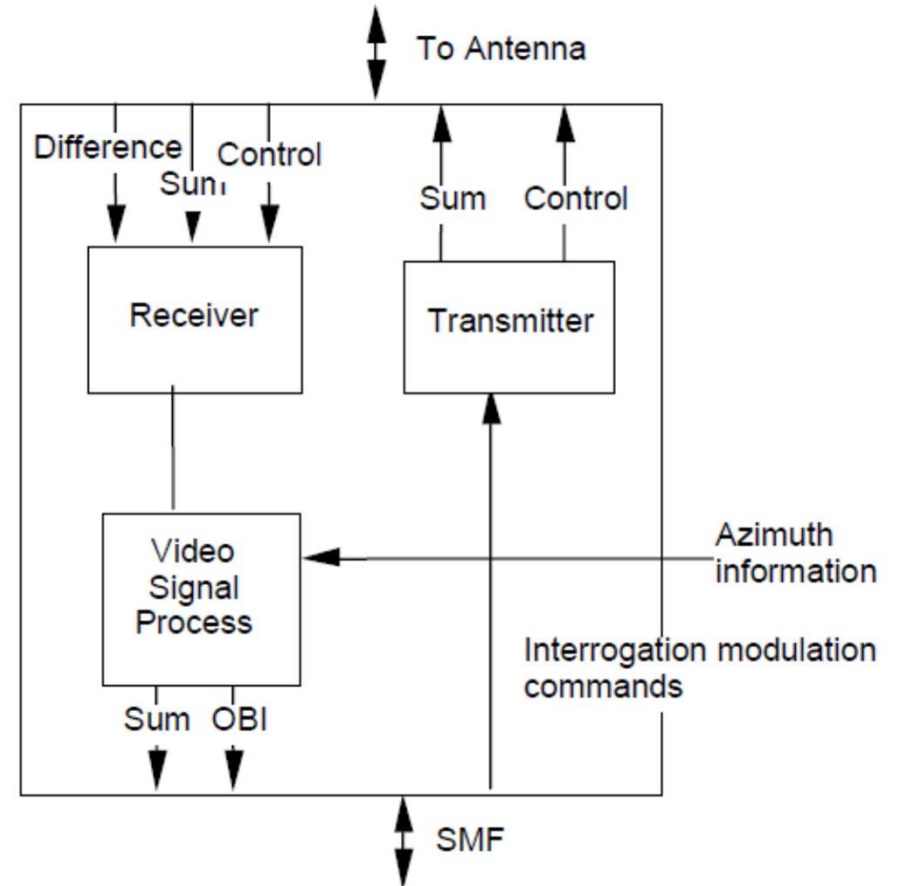 To Antenna
Difference
Sum
Control
Sum
Control
Receiver
Transmitter
Video
Signal
Process
Azimuth
information
Interrogation modulation
commands
Sum
OBI
SMF